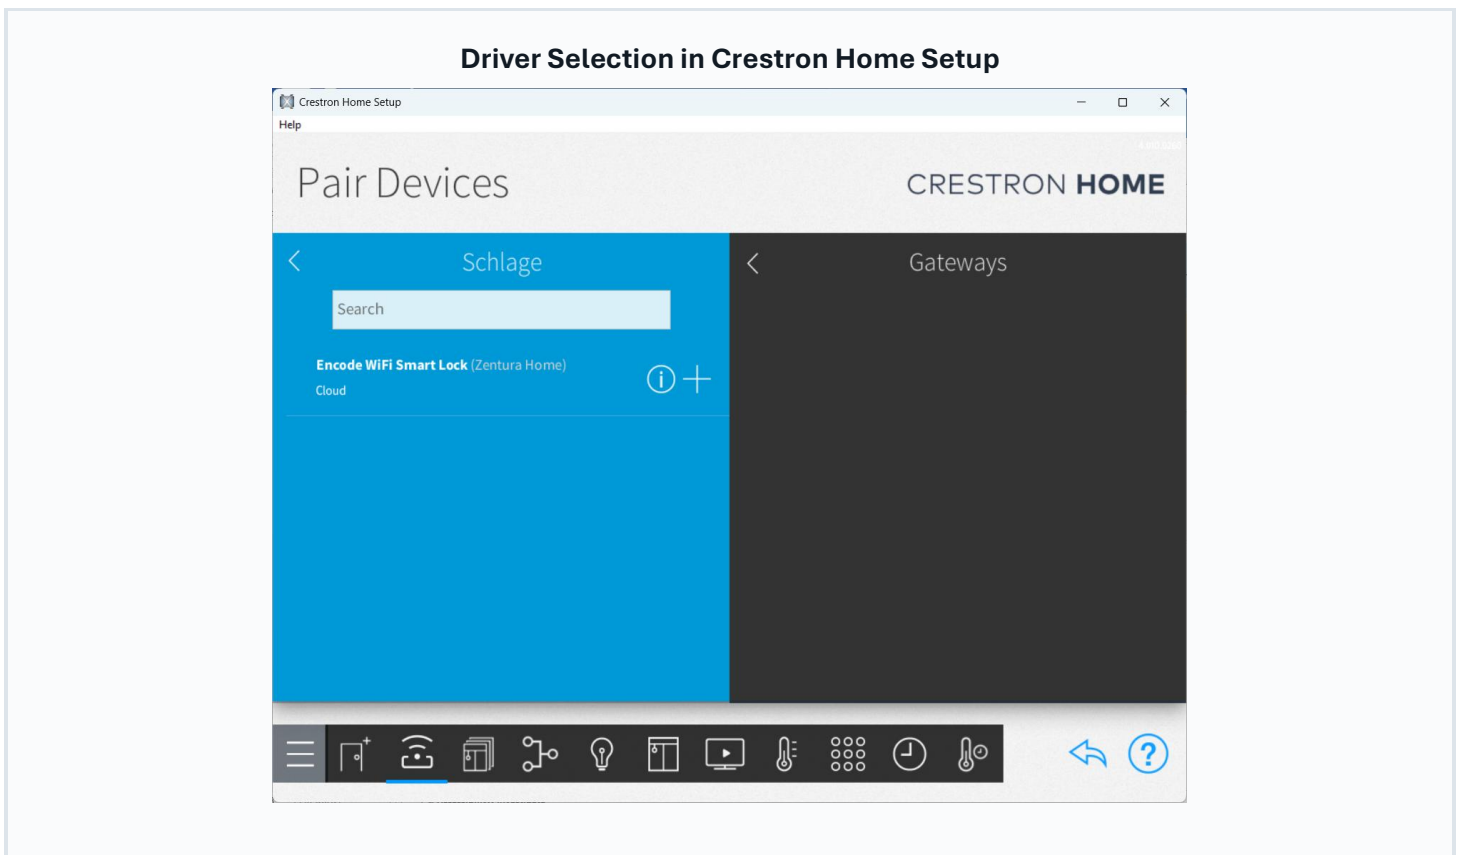 Driver Selection in Crestron Home Setup
Crestron Home Setup
Help
Pair Devices
CRESTRON HOME
Schlage
Gateways
Search
Encode WiFi Smart Lock (Zentura Home)
Cloud
?